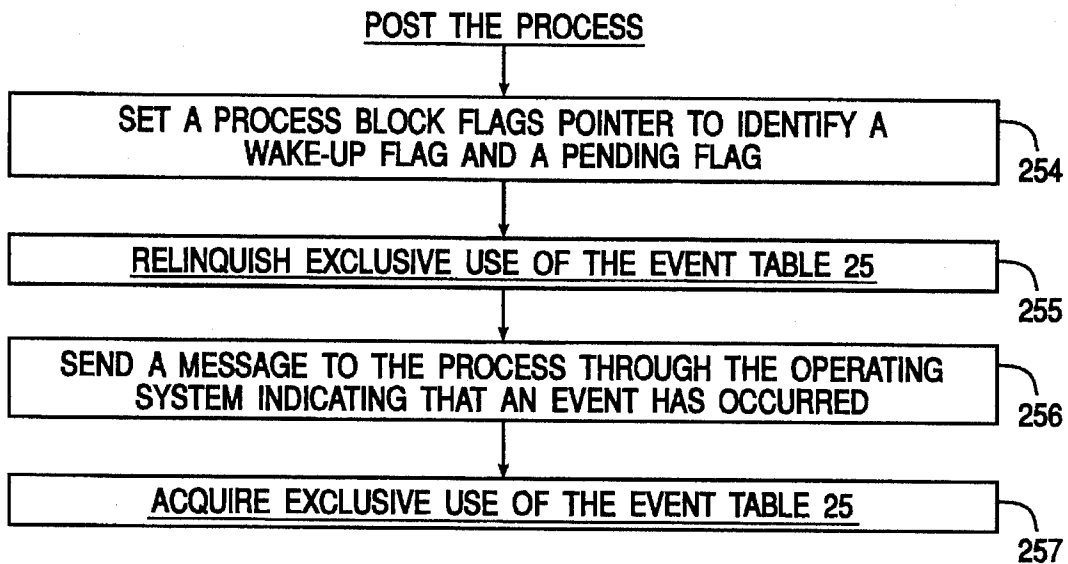 POST THE PROCESS
SET A PROCESS BLOCK FLAGS POINTER TO IDENTIFY A
WAKE-UP FLAG AND A PENDING FLAG
254
RELINQUISH EXCLUSIVE USE OF THE EVENT TABLE 25
255
SEND A MESSAGE TO THE PROCESS THROUGH THE OPERATING
SYSTEM INDICATING THAT AN EVENT HAS OCCURRED
256
ACQUIRE EXCLUSIVE USE OF THE EVENT TABLE 25
257